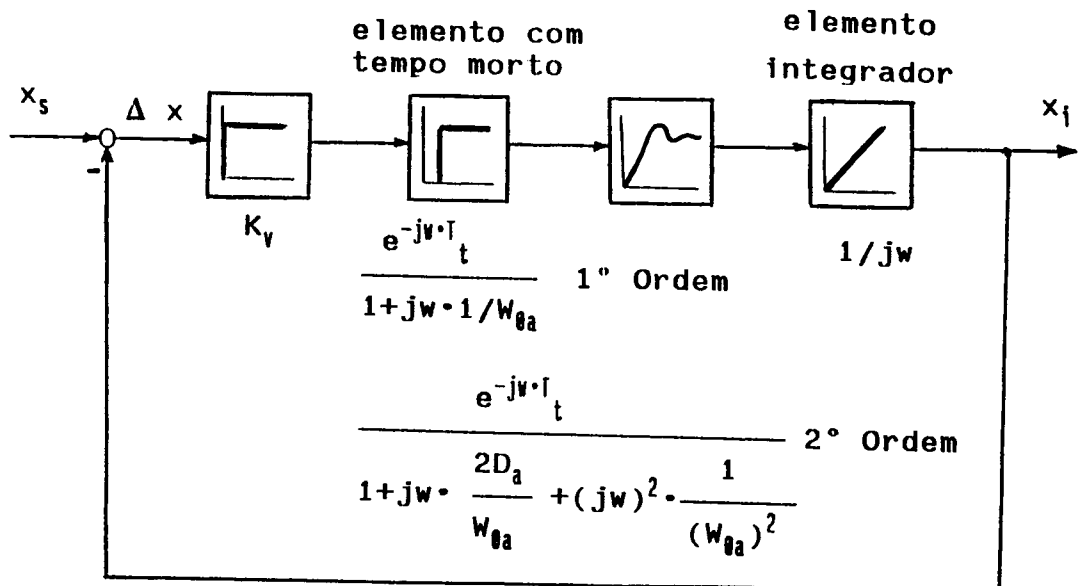 elemento com
tempo morto
elemento
integrador
x_s
Δ x
x_i
-
K_v
1/jw
e^{-jw·T_t}
1+jw·1/W_{0a}
1° Ordem
e^{-jw·T_t}
2° Ordem
1+jw· 2D_a / W_{0a} +(jw)^2· 1 / (W_{0a})^2